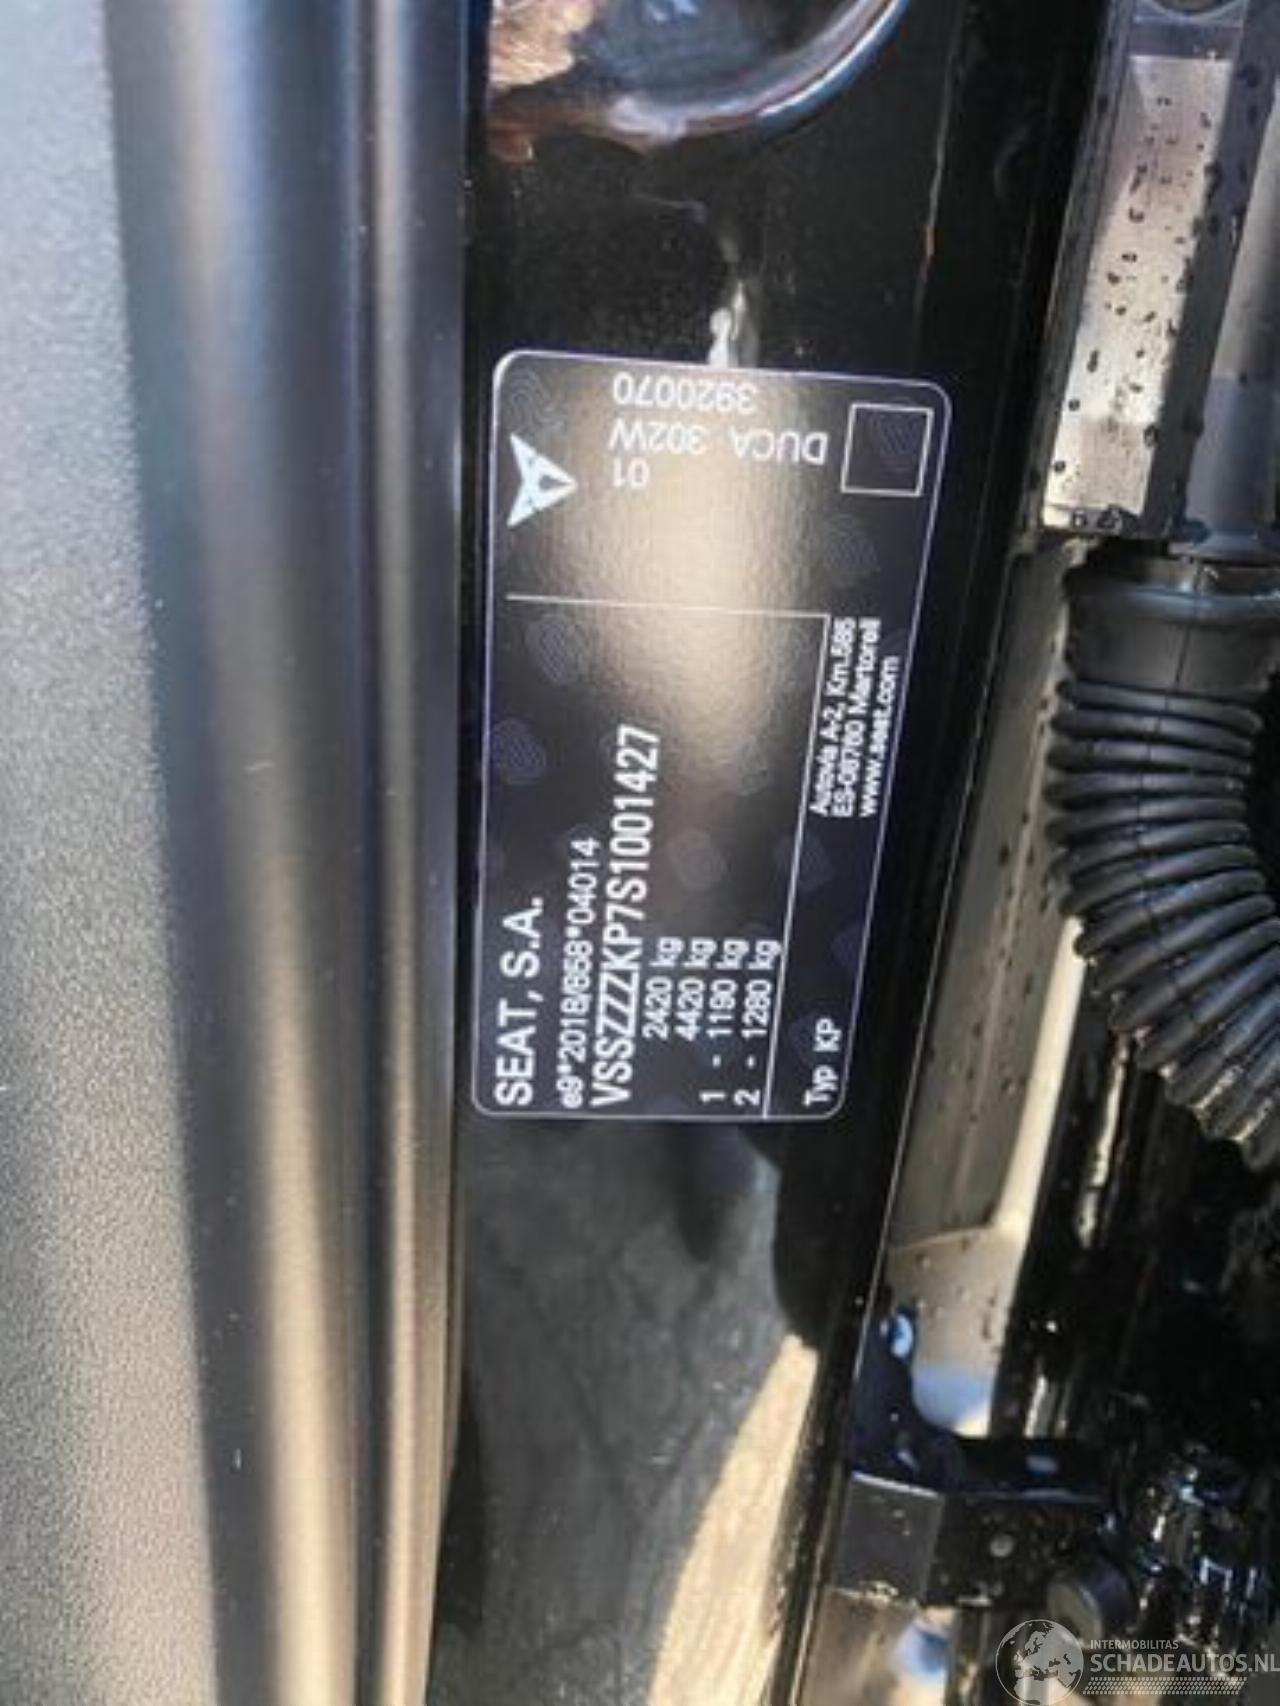 SEAT, S.A.
e9*2018/858*04014
VSSZZZKP7S1001427
2420 kg
4420 kg
1 - 1190 kg
2 - 1280 kg
Typ KP
Autovia A-2, Km.585
ES-08760 Martorell
www.seat.com
01
302W
3920070
DUCA
INTERMOBILITAS
SCHADEAUTOS.NL